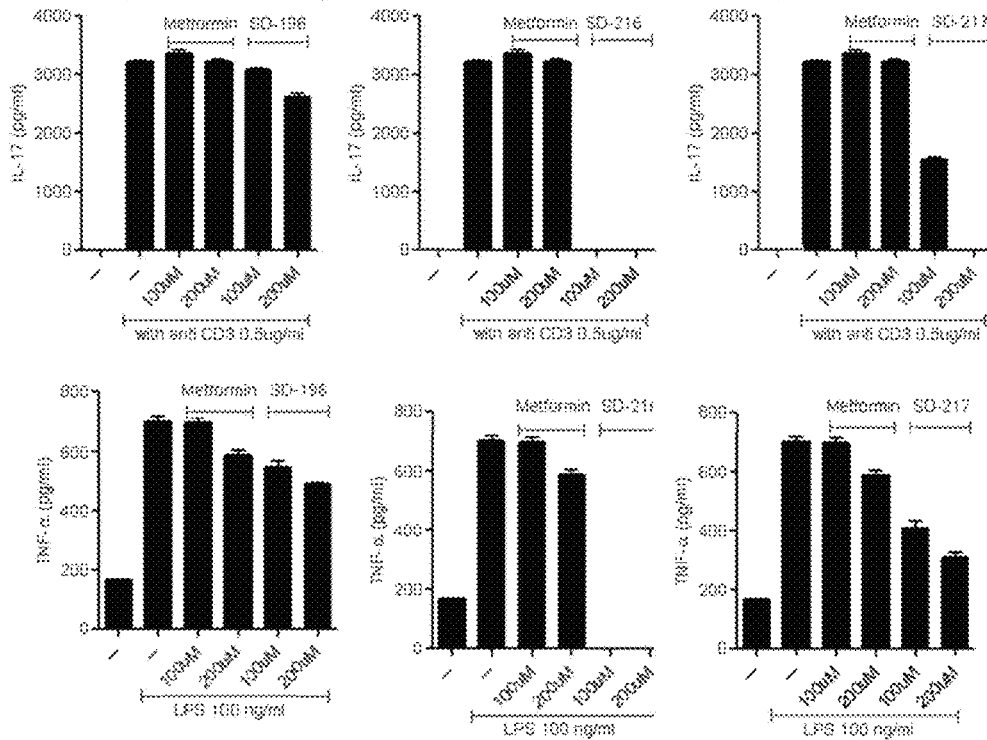 Metformin SD-196
4000
3000
2000
1000
0
IL-17 (pg/ml)
– – 100uM 200uM 100uM 200uM
with anti CD3 0.5ug/ml
Metformin SD-216
4000
3000
2000
1000
0
IL-17 (pg/ml)
– – 100uM 200uM 100uM 200uM
with anti CD3 0.5ug/ml
Metformin
4000
3000
2000
1000
0
IL-17 (pg/ml)
– – 100uM 200uM 100uM 200uM
with anti CD3 0.5ug/ml
Metformin SD-196
800
600
400
200
0
TNF-α (pg/ml)
– – 100uM 200uM 100uM 200uM
LPS 100 ng/ml
Metformin
800
600
400
200
0
TNF-α (pg/ml)
– – 100uM 200uM 100uM 200uM
LPS 100 ng/ml
Metformin SD-217
800
600
400
200
0
TNF-α (pg/ml)
– – 100uM 200uM 100uM 200uM
LPS 100 ng/ml